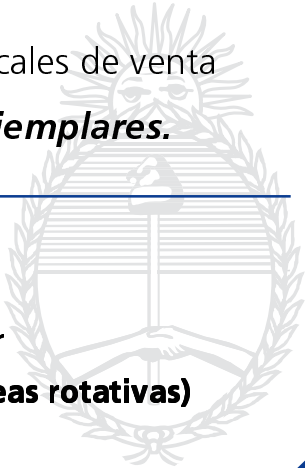 cales de venta
jemplares.
r
eas rotativas)